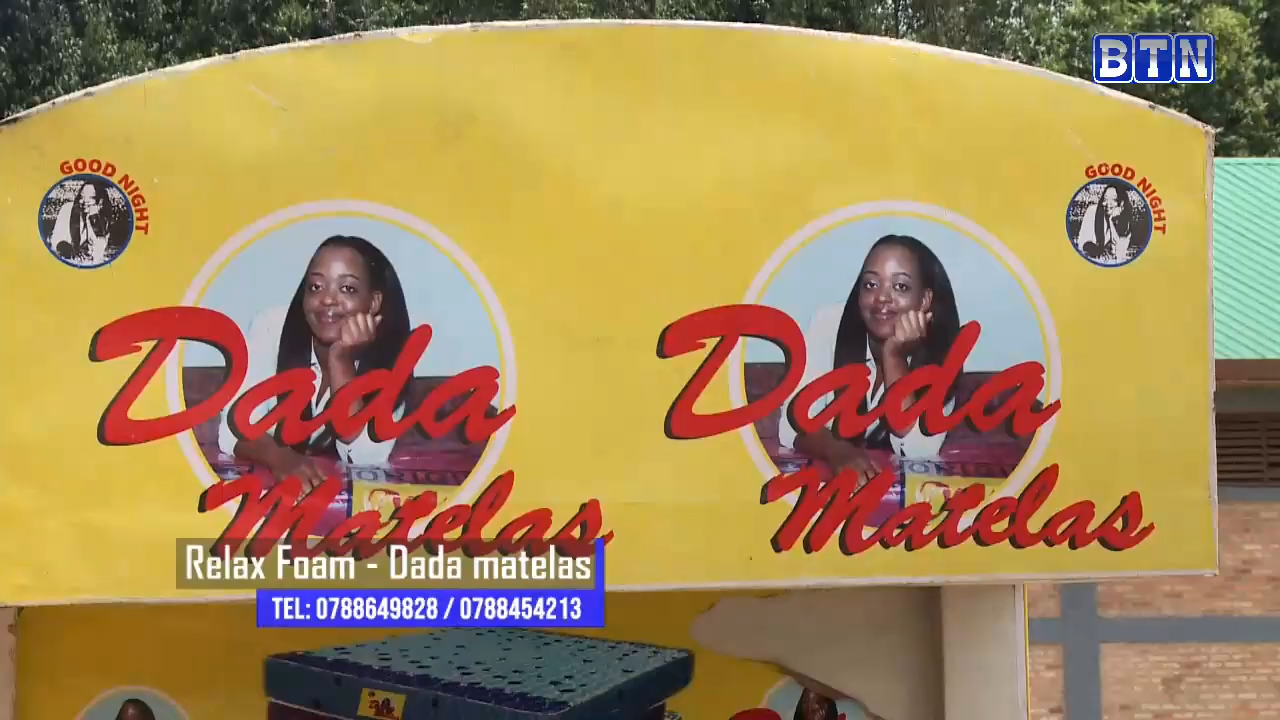 BTN
GOOD NIGHT
GOOD NIGHT
Dada
Matelas
Dada
Matelas
Relax Foam - Dada matelas
TEL: 0788649828 / 0788454213